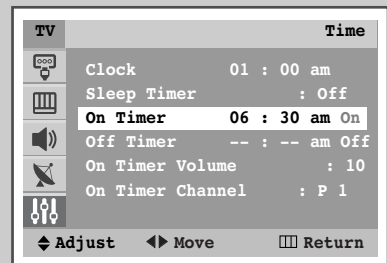 TV Time
Clock 01 : 00 am
Sleep Timer : Off
On Timer 06 : 30 am On
Off Timer -- : -- am Off
On Timer Volume : 10
On Timer Channel : P 1
Adjust Move Return